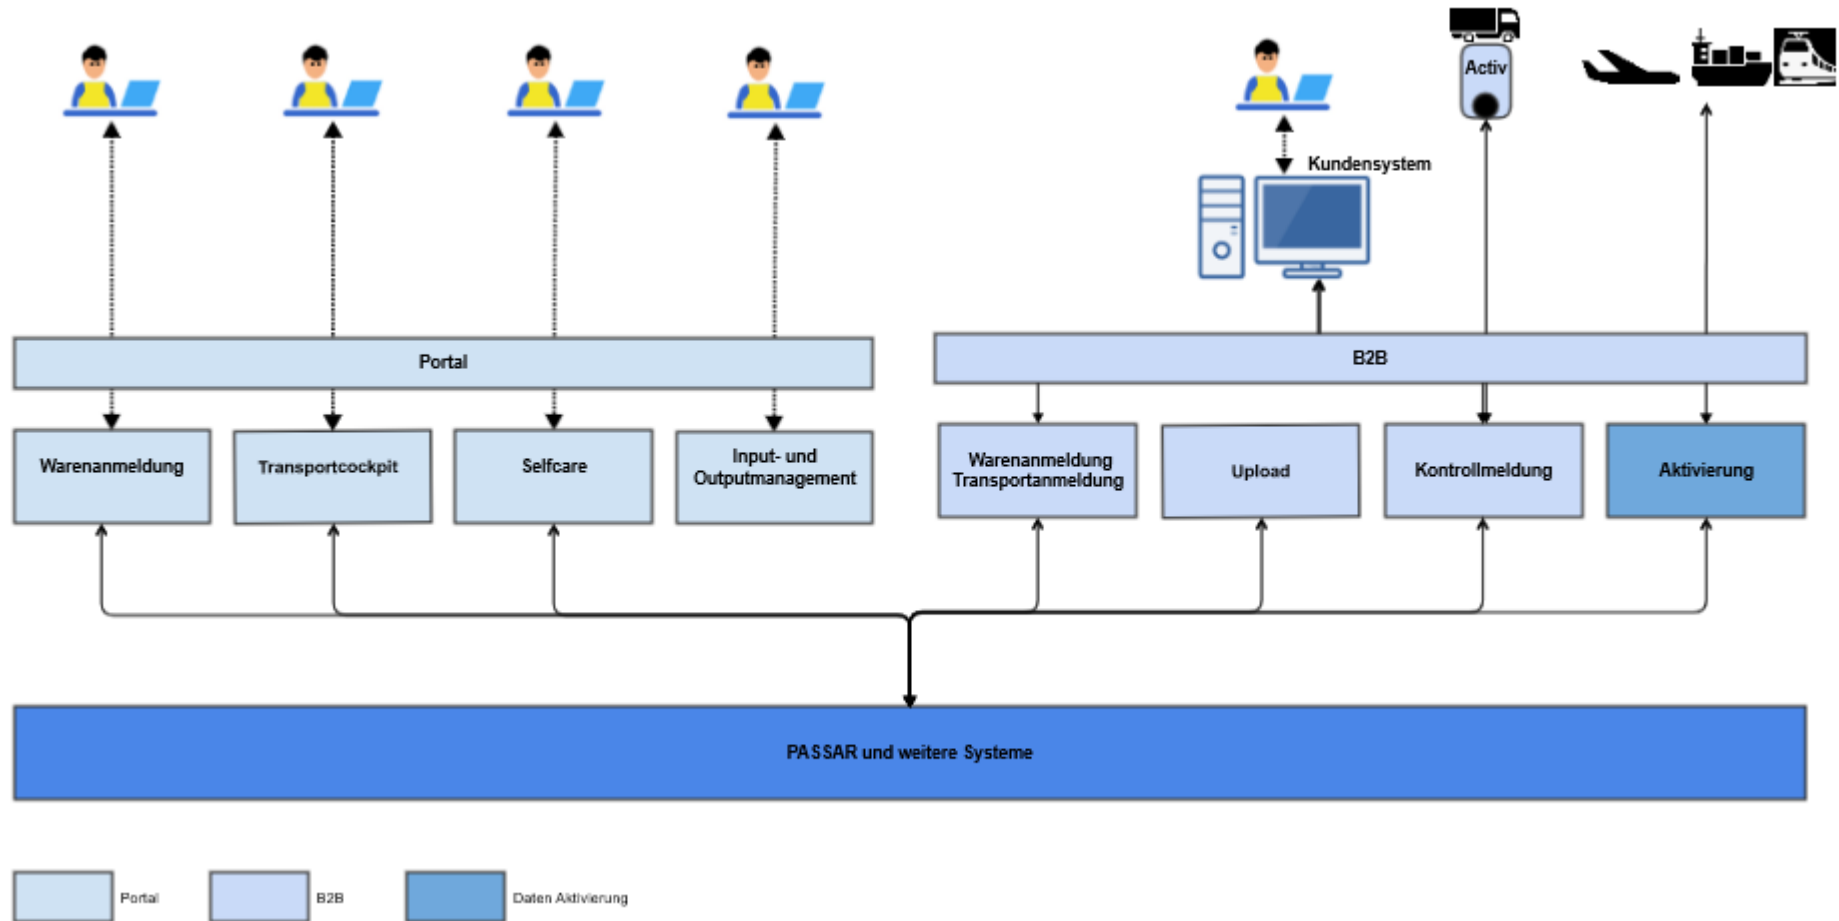 Activ
Kundensystem
Portal
B2B
Warenanmeldung
Transportcockpit
Selfcare
Input- und
Outputmanagement
Warenanmeldung
Transportanmeldung
Upload
Kontrollmeldung
Aktivierung
PASSAR und weitere Systeme
Portal
B2B
Daten Aktivierung